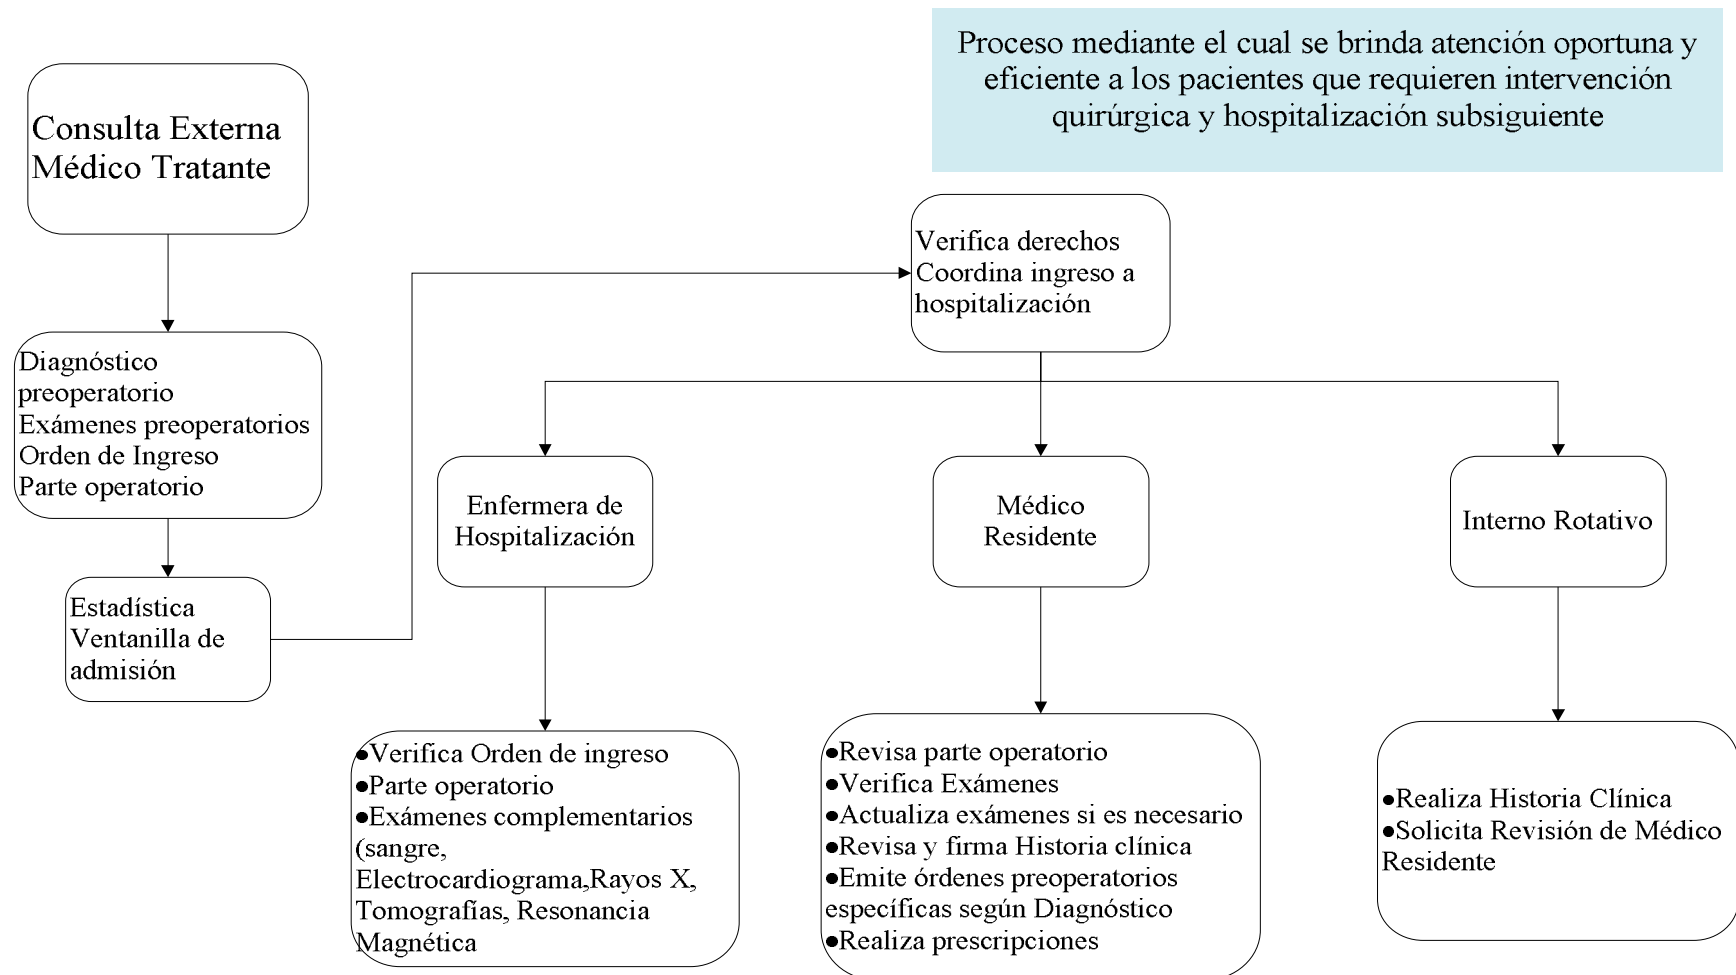 Proceso mediante el cual se brinda atención oportuna y
eficiente a los pacientes que requieren intervención
quirúrgica y hospitalización subsiguiente
Consulta Externa
Médico Tratante
Verifica derechos
Coordina ingreso a
hospitalización
Diagnóstico
preoperatorio
Exámenes preoperatorios
Orden de Ingreso
Parte operatorio
Estadística
Ventanilla de
admisión
Enfermera de
Hospitalización
Médico
Residente
Interno Rotativo
●Verifica Orden de ingreso
●Parte operatorio
●Exámenes complementarios
(sangre,
Electrocardiograma,Rayos X,
Tomografías, Resonancia
Magnética
●Revisa parte operatorio
●Verifica Exámenes
●Actualiza exámenes si es necesario
●Revisa y firma Historia clínica
●Emite órdenes preoperatorios
específicas según Diagnóstico
●Realiza prescripciones
●Realiza Historia Clínica
●Solicita Revisión de Médico
Residente